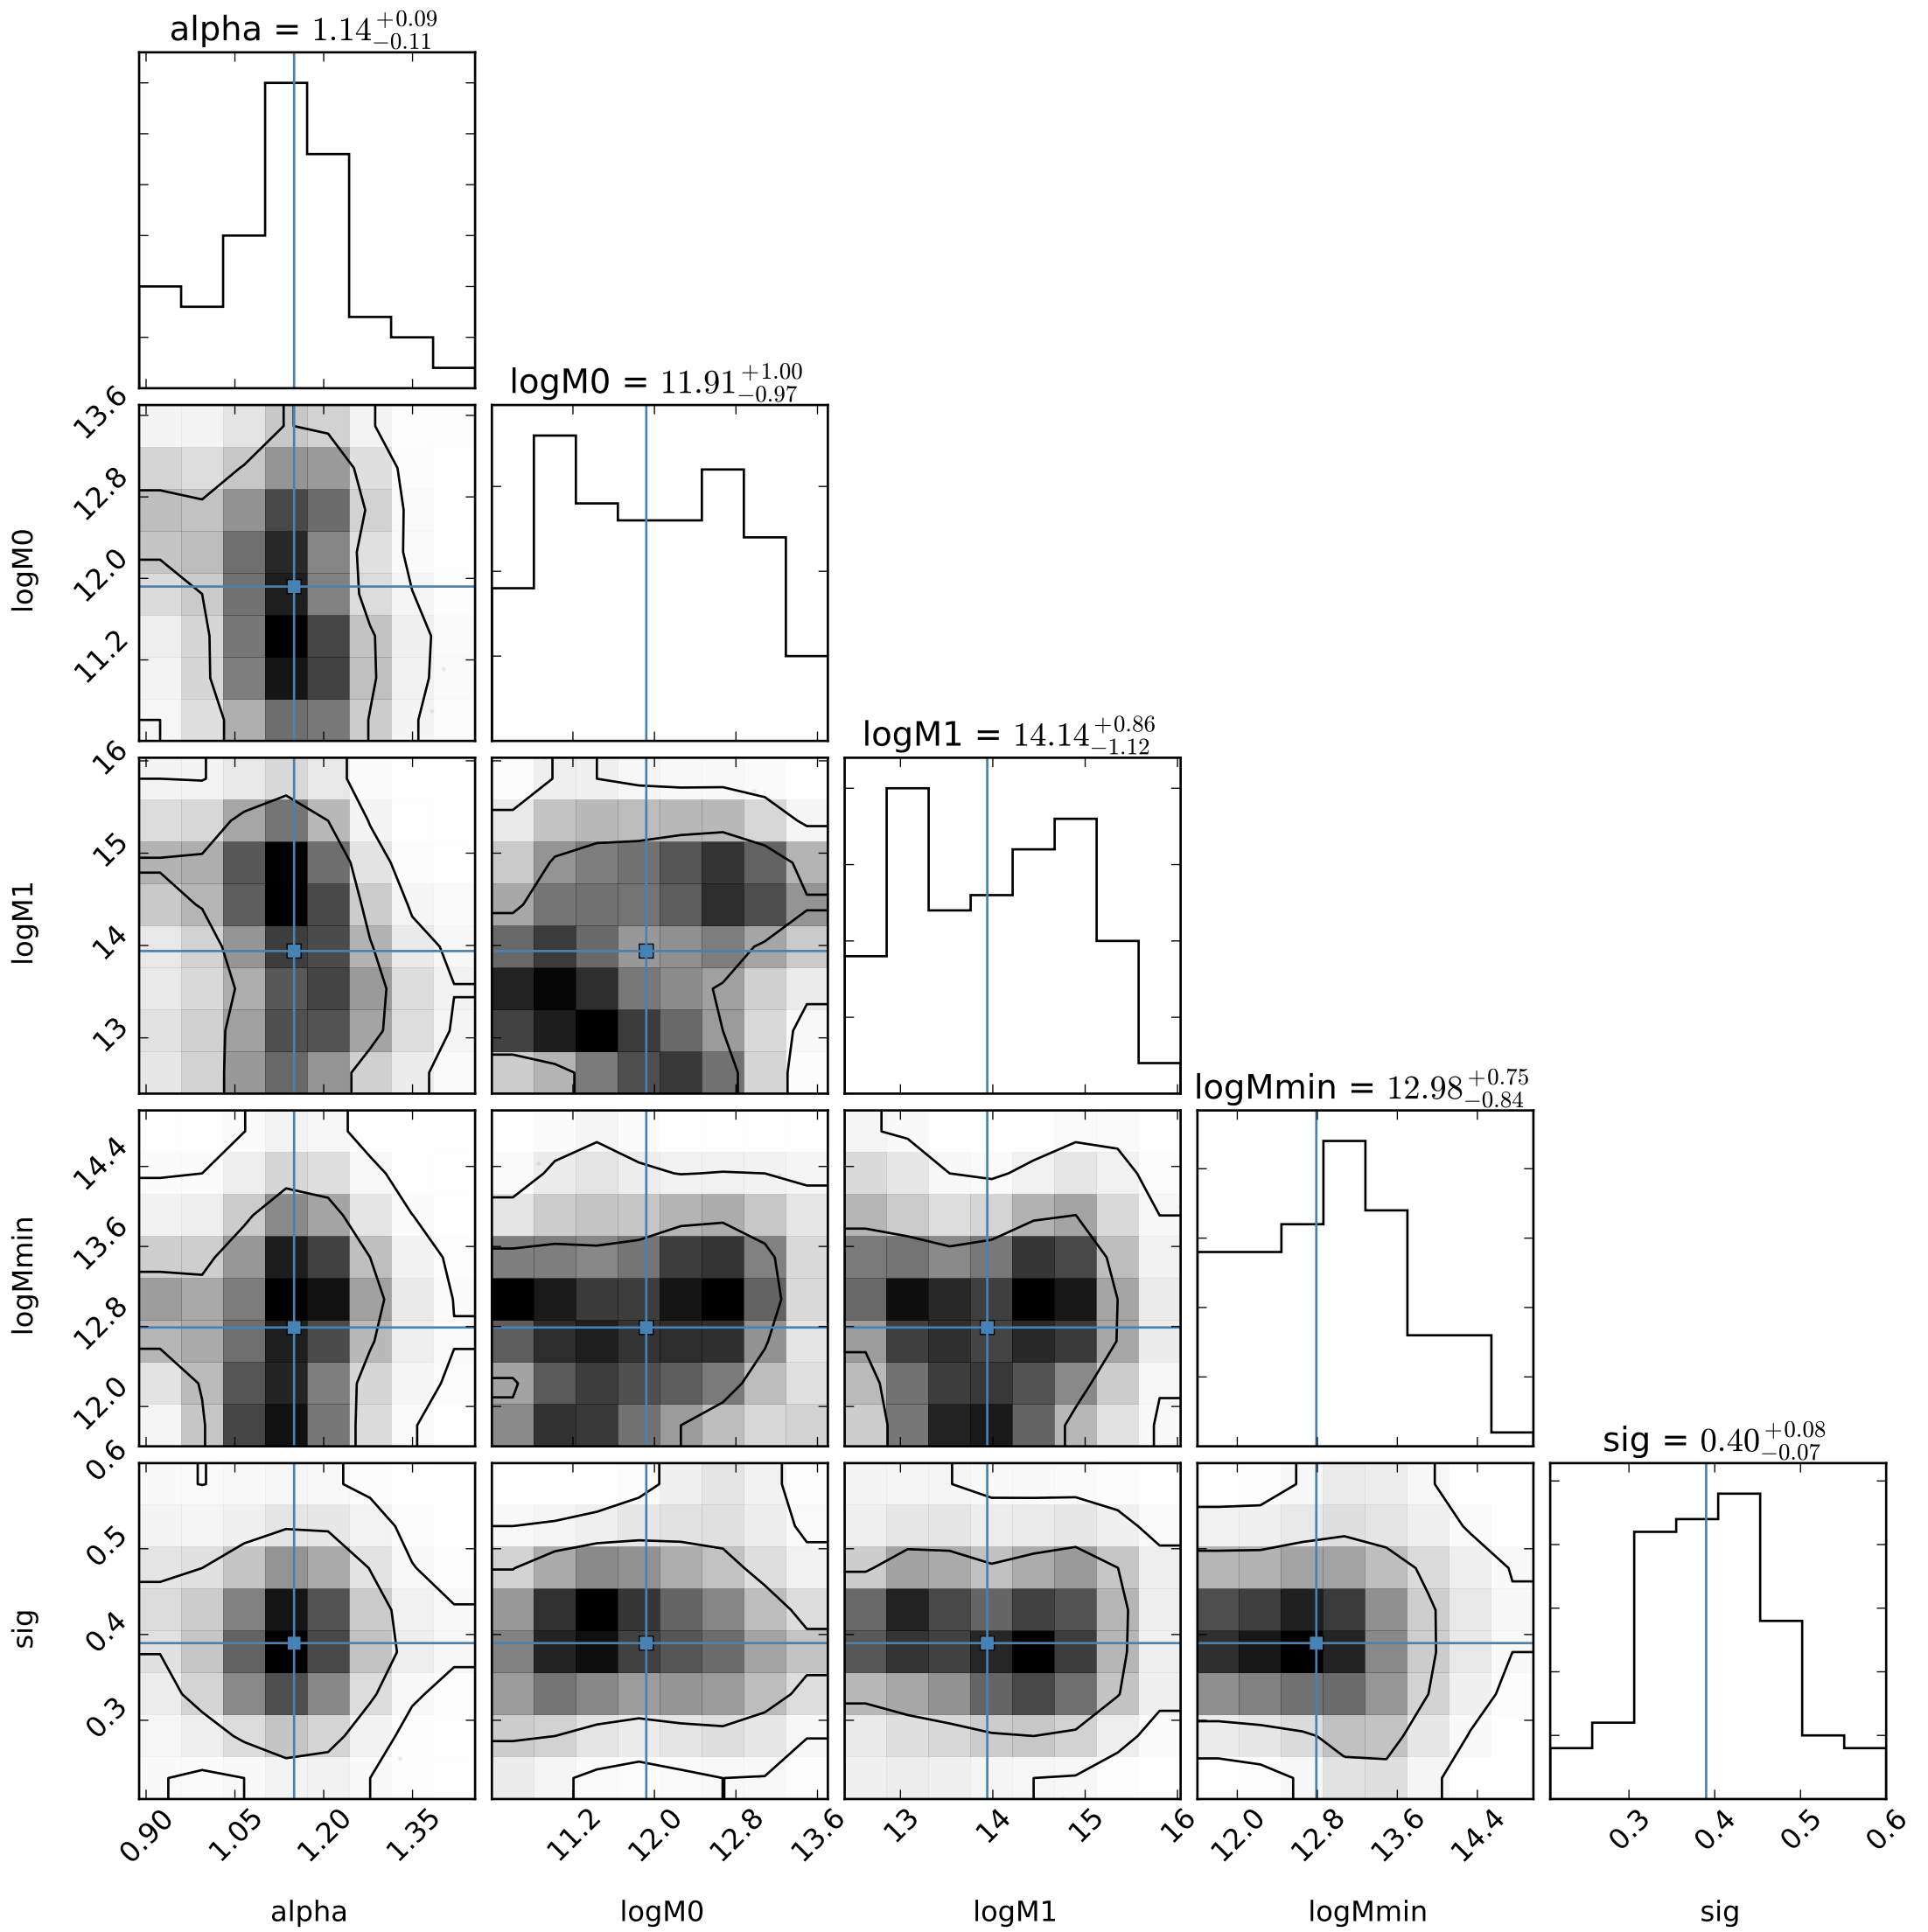 alpha = 1.14+0.09−0.11
logM0 = 11.91+1.00−0.97
logM1 = 14.14+0.86−1.12
logMmin = 12.98+0.75−0.84
sig = 0.40+0.08−0.07
logM0
13.6
12.8
12.0
11.2
logM1
16
15
14
13
logMmin
14.4
13.6
12.8
12.0
sig
0.6
0.5
0.4
0.3
0.90 1.05 1.20 1.35
11.2 12.0 12.8 13.6
13 14 15 16
12.0 12.8 13.6 14.4
0.3 0.4 0.5 0.6
alpha logM0 logM1 logMmin sig